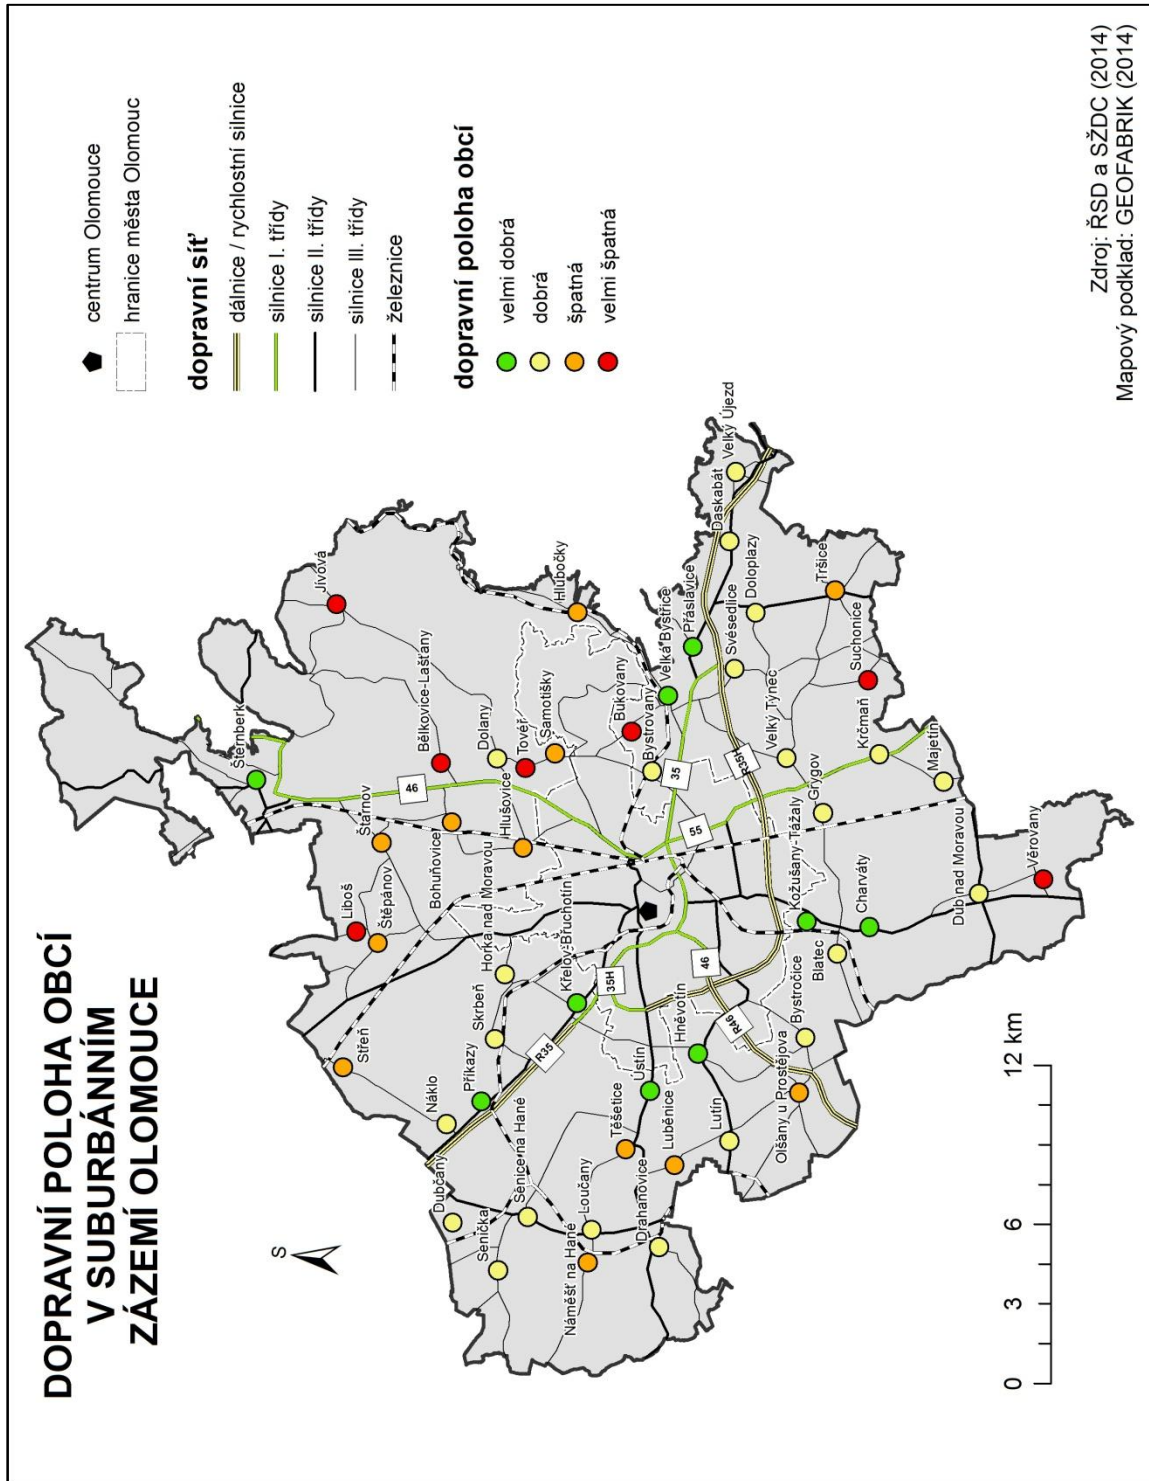 DOPRAVNÍ POLOHA OBCÍ
V SUBURBÁNNÍM
ZÁZEMÍ OLOMOUCE
S
centrum Olomouce
hranice města Olomouc
dopravní síť
dálnice / rychlostní silnice
silnice I. třídy
silnice II. třídy
silnice III. třídy
železnice
dopravní poloha obcí
velmi dobrá
dobrá
špatná
velmi špatná
Šternberk
Jívová
Štarnov
Liboš
Štěpánov
Střeň
Bělkovice-Lašťany
46
Bohuňovice
Náklo
Dubčany
Příkazy
Skrbeň
Horka nad Moravou
Hlušovice
Dolany
Tovéř
Samotišky
Hlubočky
Senička
Senice na Hané
R35
Křelov-Břuchotín
Náměšť na Hané
Loučany
Těšetice
35H
Bukovany
Bystrovany
Velká Bystřice
Přáslavice
Drahanovice
Luběnice
Ústín
Hněvotín
46
35
55
Lutín
R46
R35H
Svésedlice
Daskabát
Velký Újezd
Doloplazy
Olšany u Prostějova
Bystročice
Blatec
Kožušany-Tážaly
Grygov
Velký Týnec
Tršice
Charváty
Krčmaň
Suchonice
Majetín
Dub nad Moravou
Věrovany
0 3 6 12 km
Zdroj: ŘSD a SŽDC (2014)
Mapový podklad: GEOFABRIK (2014)